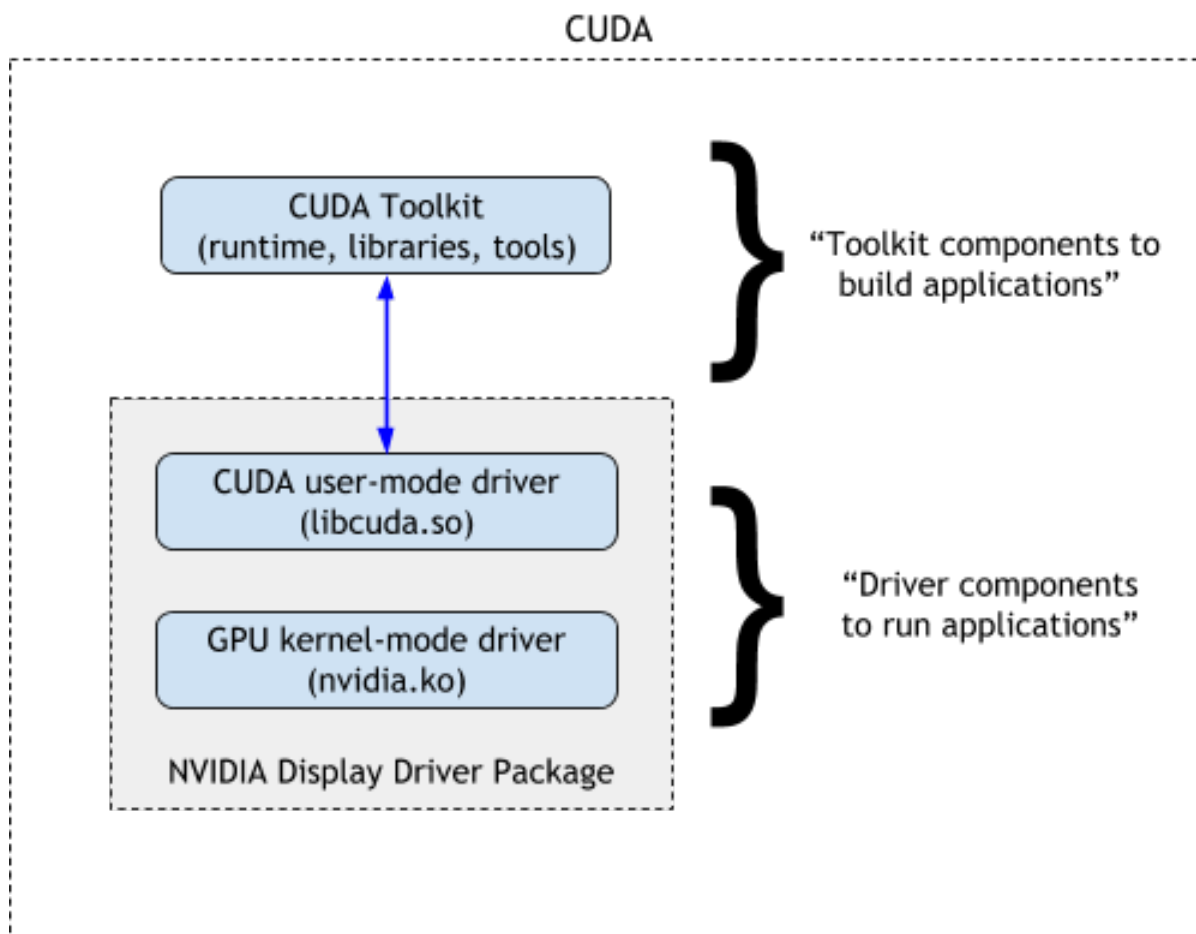 CUDA
CUDA Toolkit
(runtime, libraries, tools)
“Toolkit components to
build applications”
CUDA user-mode driver
(libcuda.so)
GPU kernel-mode driver
(nvidia.ko)
NVIDIA Display Driver Package
“Driver components
to run applications”